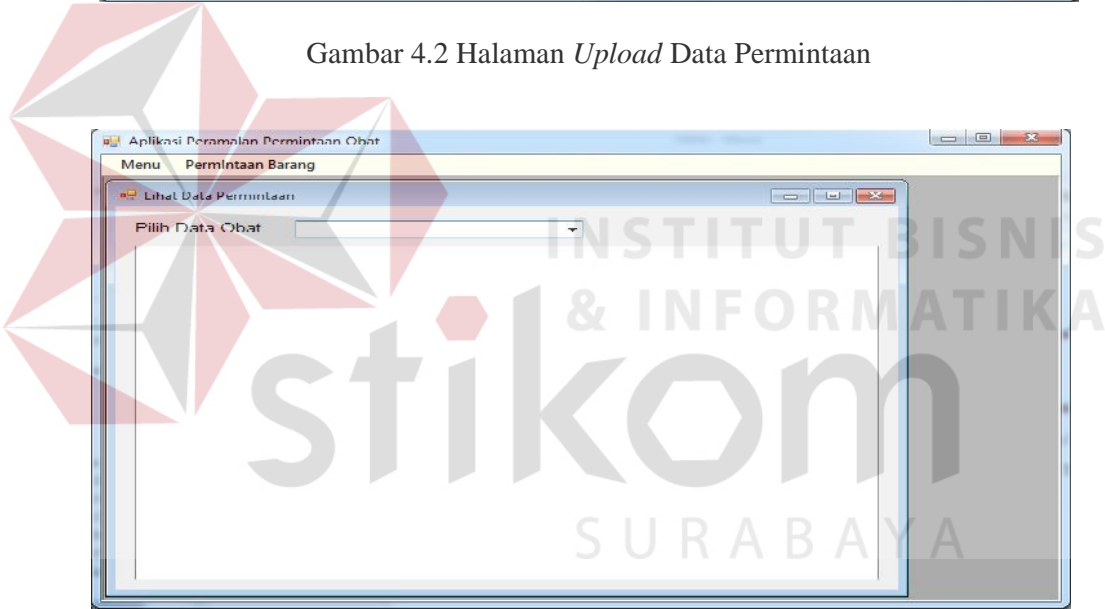 Gambar 4.2 Halaman Upload Data Permintaan
Aplikasi Peramalan Permintaan Obat
Menu Permintaan Barang
Lihat Data Permintaan
Pilih Data Obat
INSTITUT BISNIS
& INFORMATIKA
stikom
SURABAYA